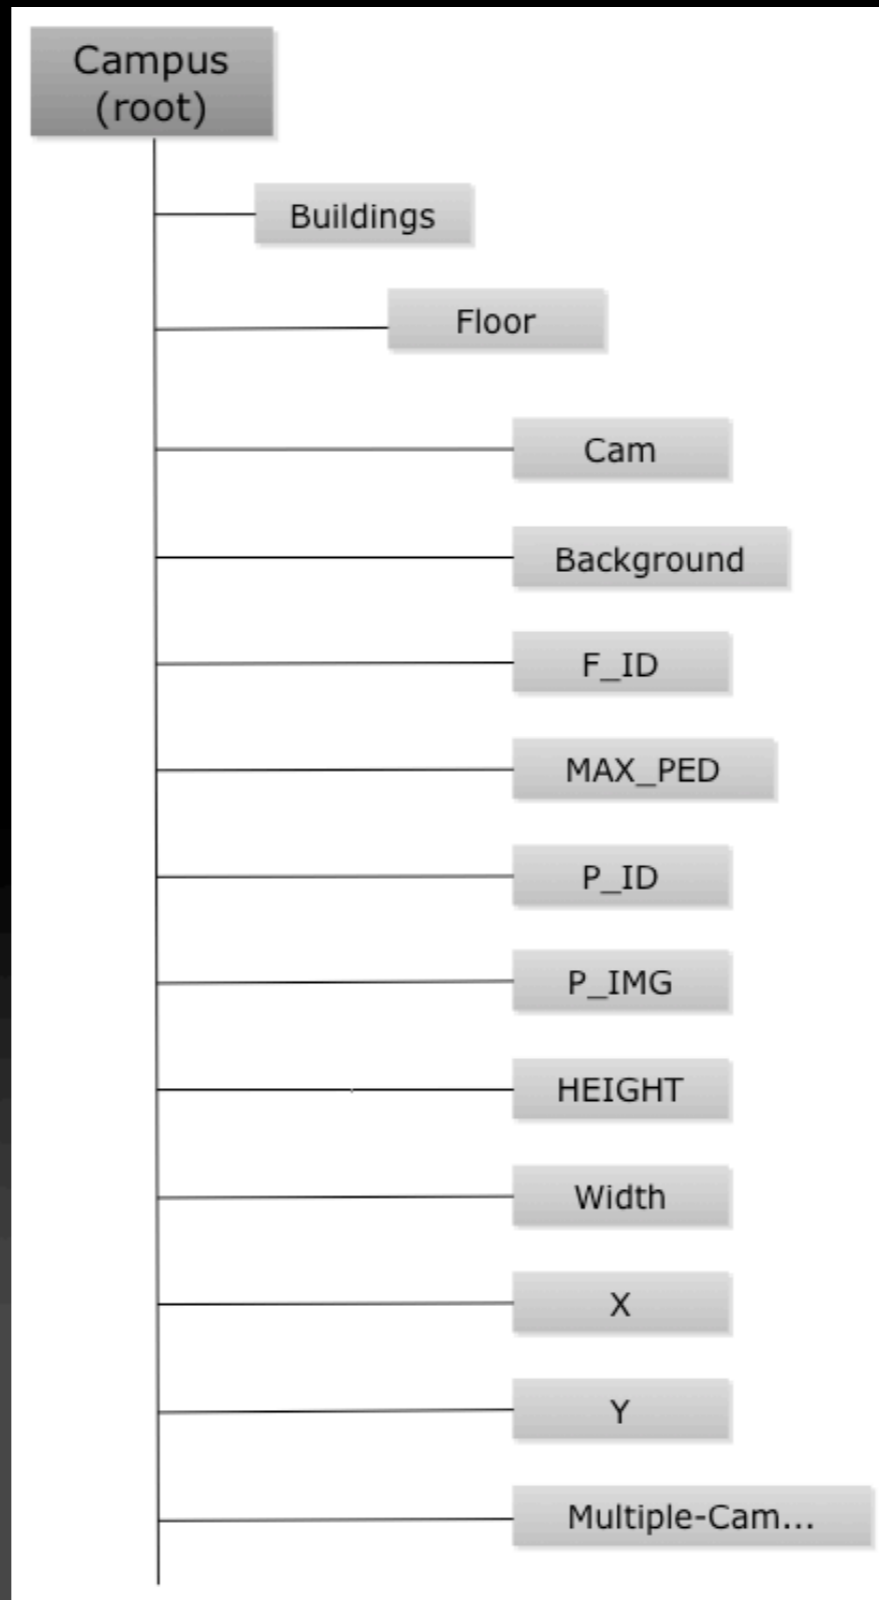 Campus
(root)
Buildings
Floor
Cam
Background
F_ID
MAX_PED
P_ID
P_IMG
HEIGHT
Width
X
Y
Multiple-Cam...